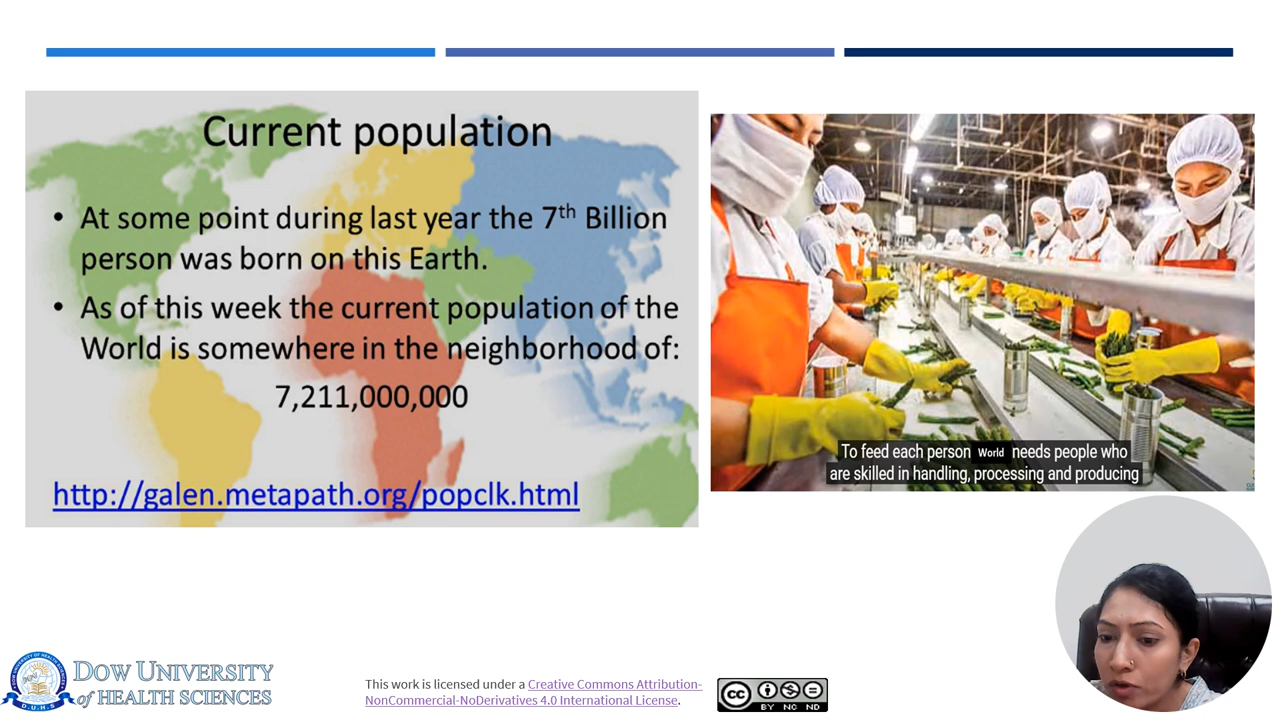 Current population
• At some point during last year the 7th Billion
person was born on this Earth.
• As of this week the current population of the
World is somewhere in the neighborhood of:
7,211,000,000
http://galen.metapath.org/popclk.html
To feed each person World needs people who
are skilled in handling, processing and producing
DOW UNIVERSITY
of HEALTH SCIENCES
D.U.H.S
This work is licensed under a Creative Commons Attribution-
NonCommercial-NoDerivatives 4.0 International License.
cc
BY NC ND